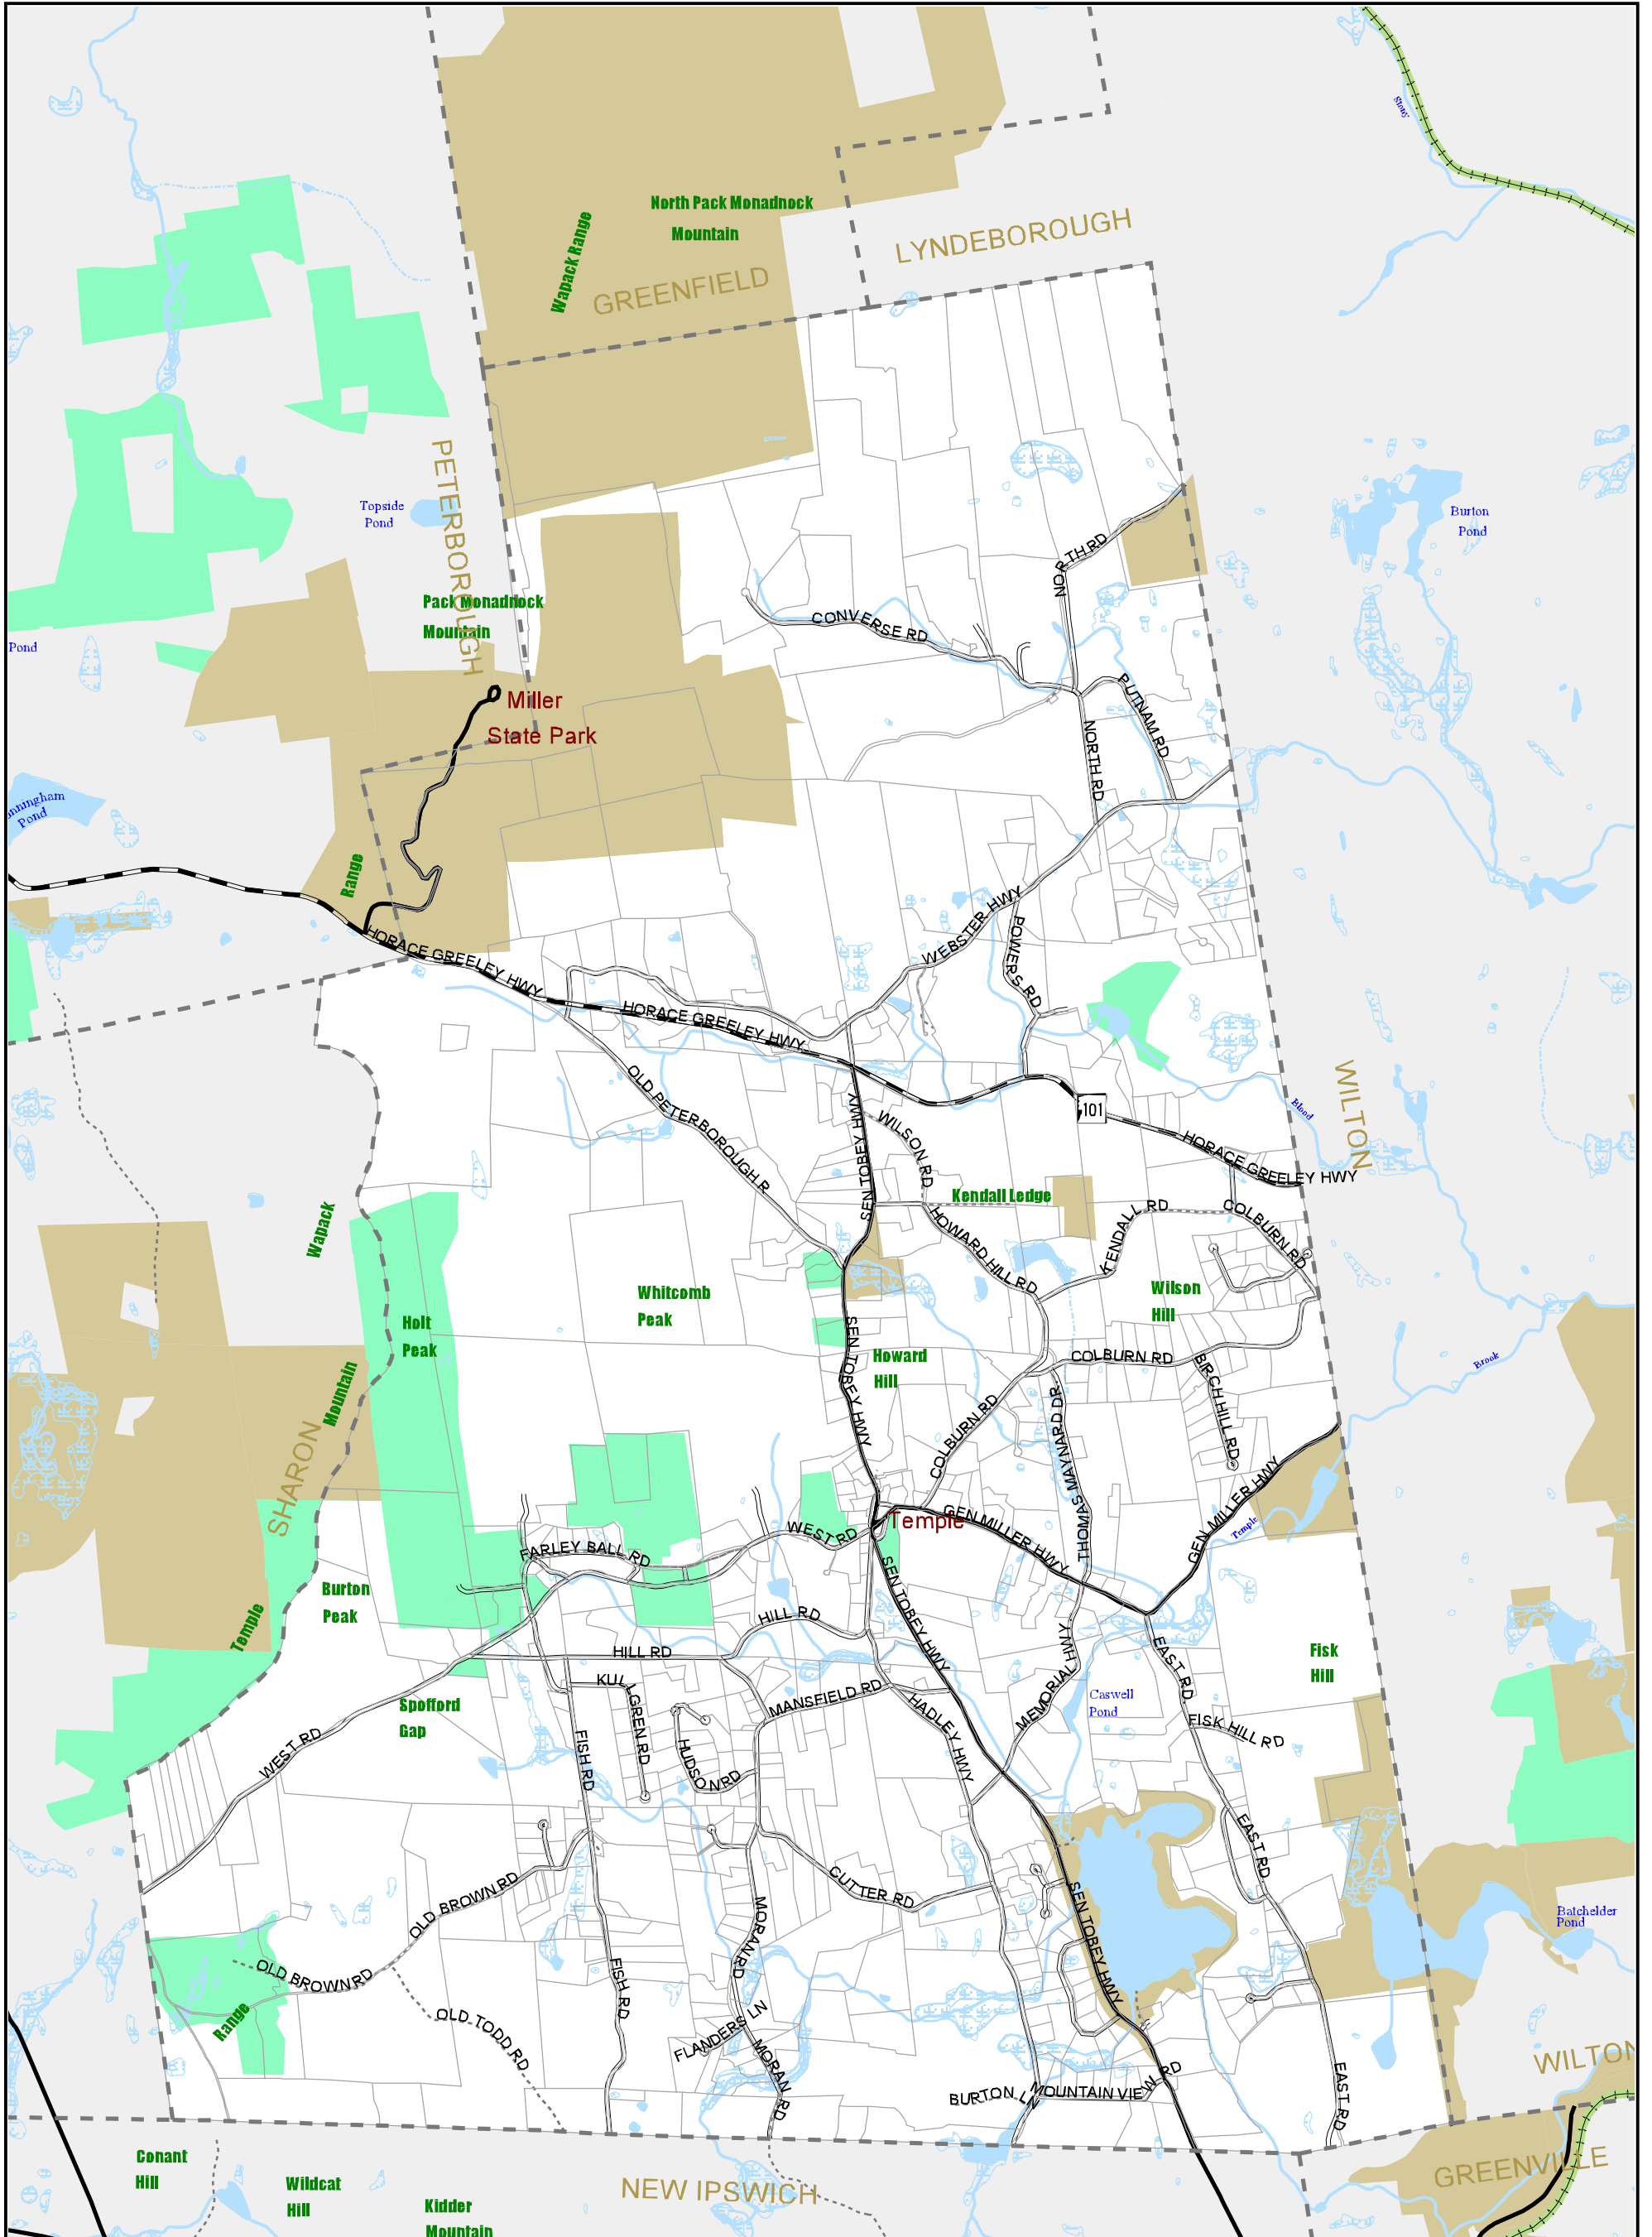 Stony
North Pack Monadnock
Mountain
Wapack Range
LYNDEBOROUGH
GREENFIELD
PETERBOROUGH
Topside
Pond
Burton
Pond
NORTH RD
Pack Monadnock
Mountain
CONVERSE RD
Pond
PUTNAM RD
Miller
State Park
NORTH RD
nningham
Pond
Range
WEBSTER HWY
POWERS RD
HORACE GREELEY HWY
HORACE GREELEY HWY
OLD PETERBOROUGH R
SEN TOBEY HWY
WILSON RD
101
Blood
WILTON
HORACE GREELEY HWY
Kendall Ledge
KENDALL RD
COLBURN RD
HOWARD HILL RD
Wapack
Whitcomb
Peak
Wilson
Hill
Holt
Peak
SEN TOBEY HWY
Howard
Hill
COLBURN RD
BIRCH HILL RD
Brook
Mountain
SHARON
COLBURN RD
THOMAS MAYNARD DR.
GEN MILLER HWY
Temple
Temple
GEN MILLER HWY
WEST RD
FARLEY BALL RD
SEN TOBEY HWY
Burton
Peak
Temple
HILL RD
HILL RD
EAST RD
Fisk
Hill
MEMORIAL HWY
KULLGREN RD
MANSFIELD RD
HADLEY HWY
Caswell
Pond
Spofford
Gap
FISK HILL RD
WEST RD
FISH RD
HUDSON RD
EAST RD
CUTTER RD
OLD BROWN RD
SEN TOBEY HWY
MORAN RD
Batchelder
Pond
OLD BROWN RD
FISH RD
Range
OLD TODD RD
FLANDERS LN
MORAN RD
WILTON
BURTON LN
MOUNTAIN VIEW RD
EAST RD
Conant
Hill
Wildcat
Hill
NEW IPSWICH
GREENVILLE
Kidder
Mountain